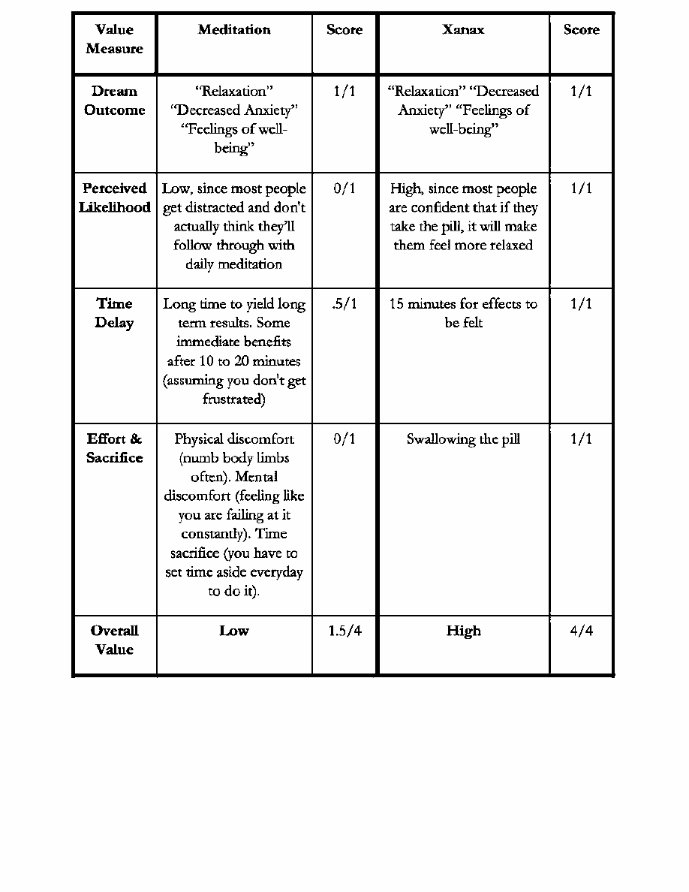 Value Measure | Meditation | Score | Xanax | Score
Dream Outcome | “Relaxation” “Decreased Anxiety” “Feelings of well-being” | 1/1 | “Relaxation” “Decreased Anxiety” “Feelings of well-being” | 1/1
Perceived Likelihood | Low, since most people get distracted and don't actually think they'll follow through with daily meditation | 0/1 | High, since most people are confident that if they take the pill, it will make them feel more relaxed | 1/1
Time Delay | Long time to yield long term results. Some immediate benefits after 10 to 20 minutes (assuming you don't get frustrated) | .5/1 | 15 minutes for effects to be felt | 1/1
Effort & Sacrifice | Physical discomfort (numb body limbs often). Mental discomfort (feeling like you are failing at it constantly). Time sacrifice (you have to set time aside everyday to do it). | 0/1 | Swallowing the pill | 1/1
Overall Value | Low | 1.5/4 | High | 4/4